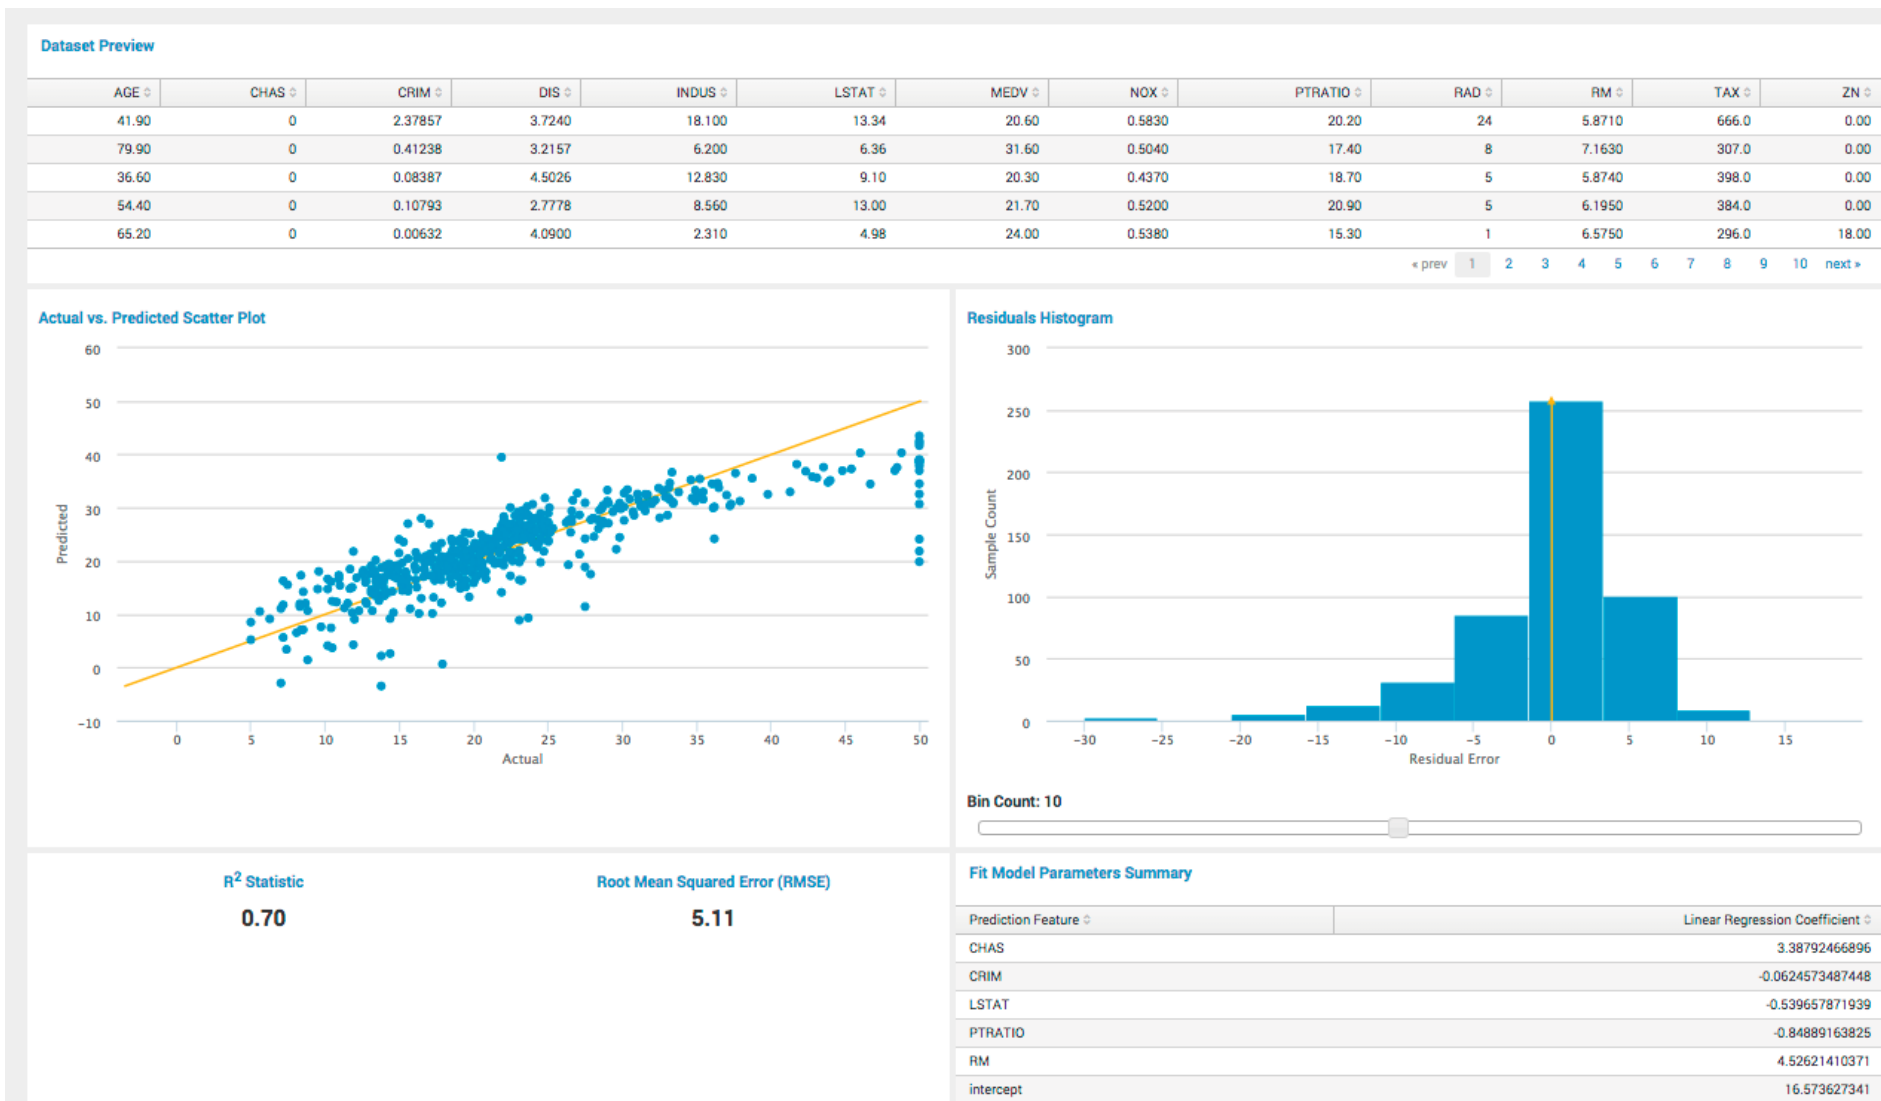 Dataset Preview
AGE CHAS CRIM DIS INDUS LSTAT MEDV NOX PTRATIO RAD RM TAX ZN
41.90 0 2.37857 3.7240 18.100 13.34 20.60 0.5830 20.20 24 5.8710 666.0 0.00
79.90 0 0.41238 3.2157 6.200 6.36 31.60 0.5040 17.40 8 7.1630 307.0 0.00
36.60 0 0.08387 4.5026 12.830 9.10 20.30 0.4370 18.70 5 5.8740 398.0 0.00
54.40 0 0.10793 2.7778 8.560 13.00 21.70 0.5200 20.90 5 6.1950 384.0 0.00
65.20 0 0.00632 4.0900 2.310 4.98 24.00 0.5380 15.30 1 6.5750 296.0 18.00
« prev 1 2 3 4 5 6 7 8 9 10 next »
Actual vs. Predicted Scatter Plot
60
50
40
30
20
10
0
-10
Predicted
0 5 10 15 20 25 30 35 40 45 50
Actual
Residuals Histogram
300
250
200
150
100
50
0
Sample Count
-30 -25 -20 -15 -10 -5 0 5 10 15
Residual Error
Bin Count: 10
R² Statistic
0.70
Root Mean Squared Error (RMSE)
5.11
Fit Model Parameters Summary
Prediction Feature Linear Regression Coefficient
CHAS 3.38792466896
CRIM -0.0624573487448
LSTAT -0.539657871939
PTRATIO -0.84889163825
RM 4.52621410371
intercept 16.573627341